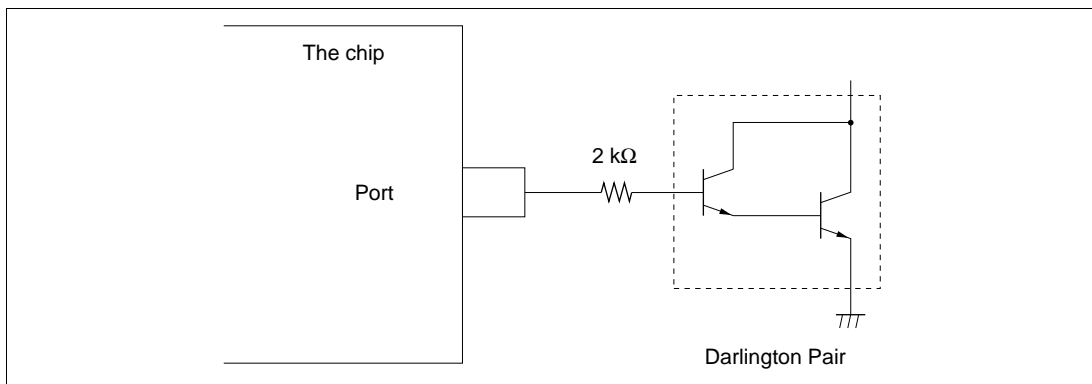 The chip
2 kΩ
Port
Darlington Pair